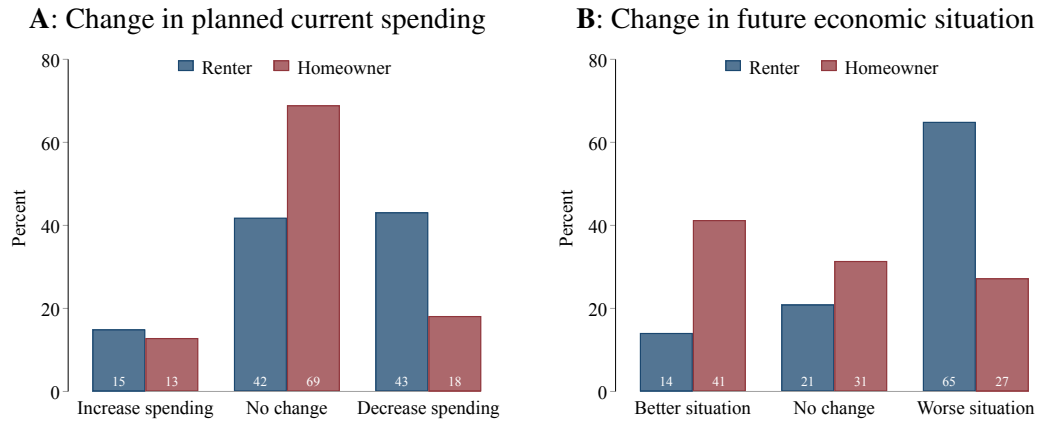 A: Change in planned current spending
80
60
40
20
0
Percent
Renter
Homeowner
15
13
42
69
43
18
Increase spending
No change
Decrease spending
B: Change in future economic situation
80
60
40
20
0
Percent
Renter
Homeowner
14
41
21
31
65
27
Better situation
No change
Worse situation